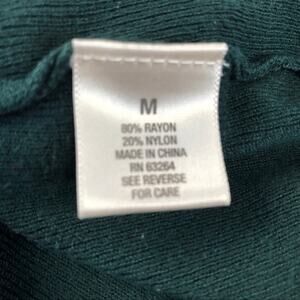 M
80% RAYON
20% NYLON
MADE IN CHINA
RN 63264
SEE REVERSE
FOR CARE